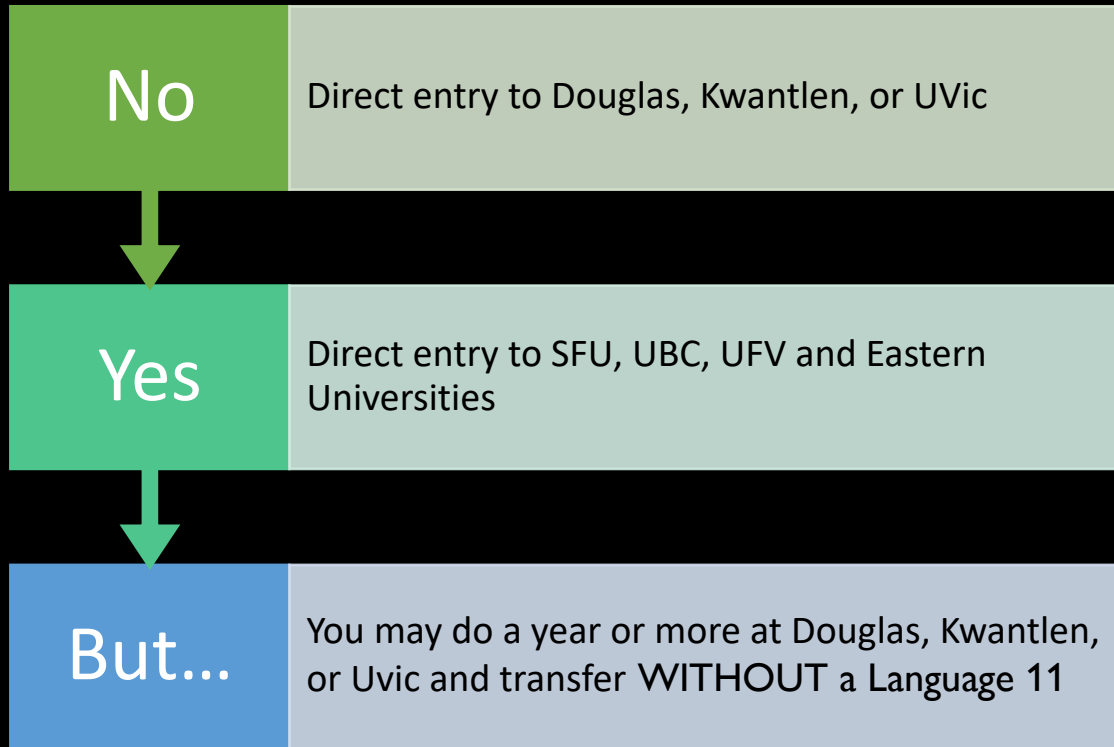 No
Direct entry to Douglas, Kwantlen, or UVic
Yes
Direct entry to SFU, UBC, UFV and Eastern
Universities
But...
You may do a year or more at Douglas, Kwantlen,
or Uvic and transfer WITHOUT a Language 11